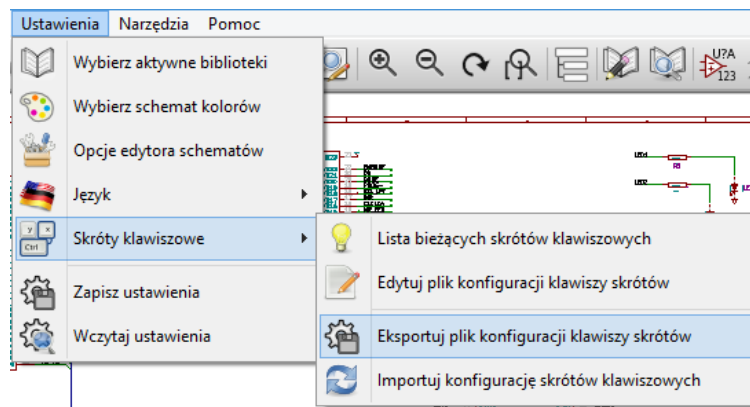 Ustawienia Narzędzia Pomoc
Wybierz aktywne biblioteki
U?A
123
Wybierz schemat kolorów
Opcje edytora schematów
Język
Skróty klawiszowe
y x
Ctrl
Lista bieżących skrótów klawiszowych
Edytuj plik konfiguracji klawiszy skrótów
Zapisz ustawienia
Eksportuj plik konfiguracji klawiszy skrótów
Wczytaj ustawienia
Importuj konfigurację skrótów klawiszowych